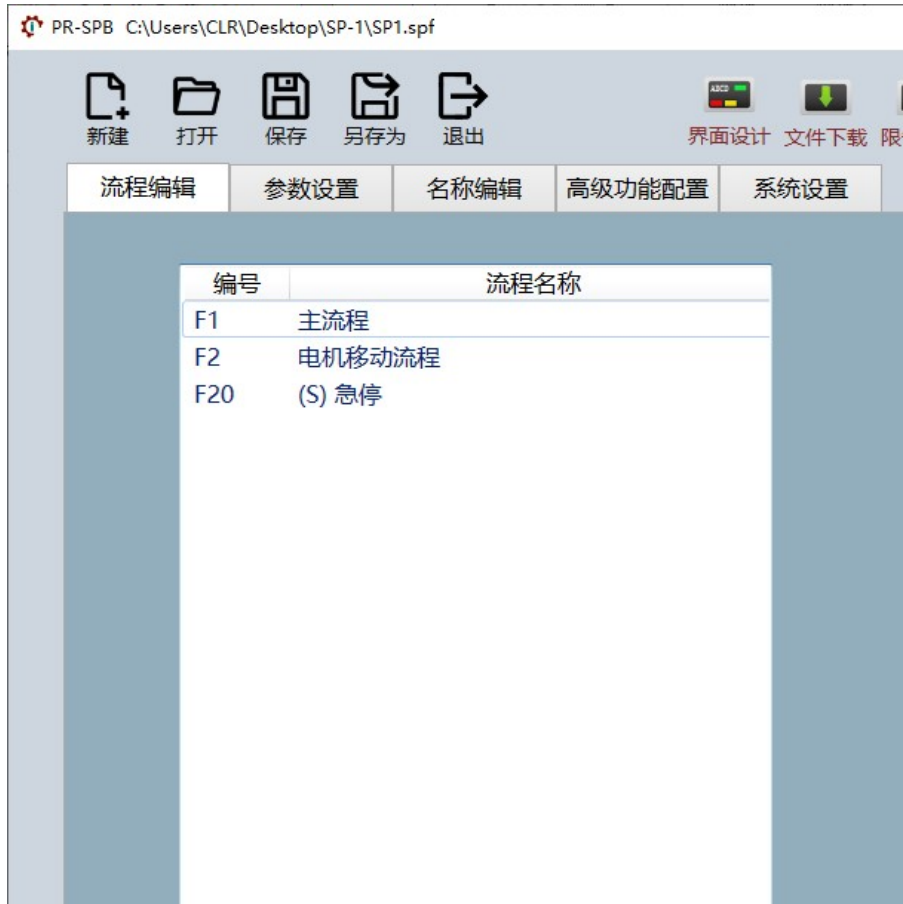 PR-SPB C:\Users\CLR\Desktop\SP-1\SP1.spf
ABCD
新建 打开 保存 另存为 退出 界面设计 文件下载 限
流程编辑 参数设置 名称编辑 高级功能配置 系统设置
编号 流程名称
F1 主流程
F2 电机移动流程
F20 (S) 急停